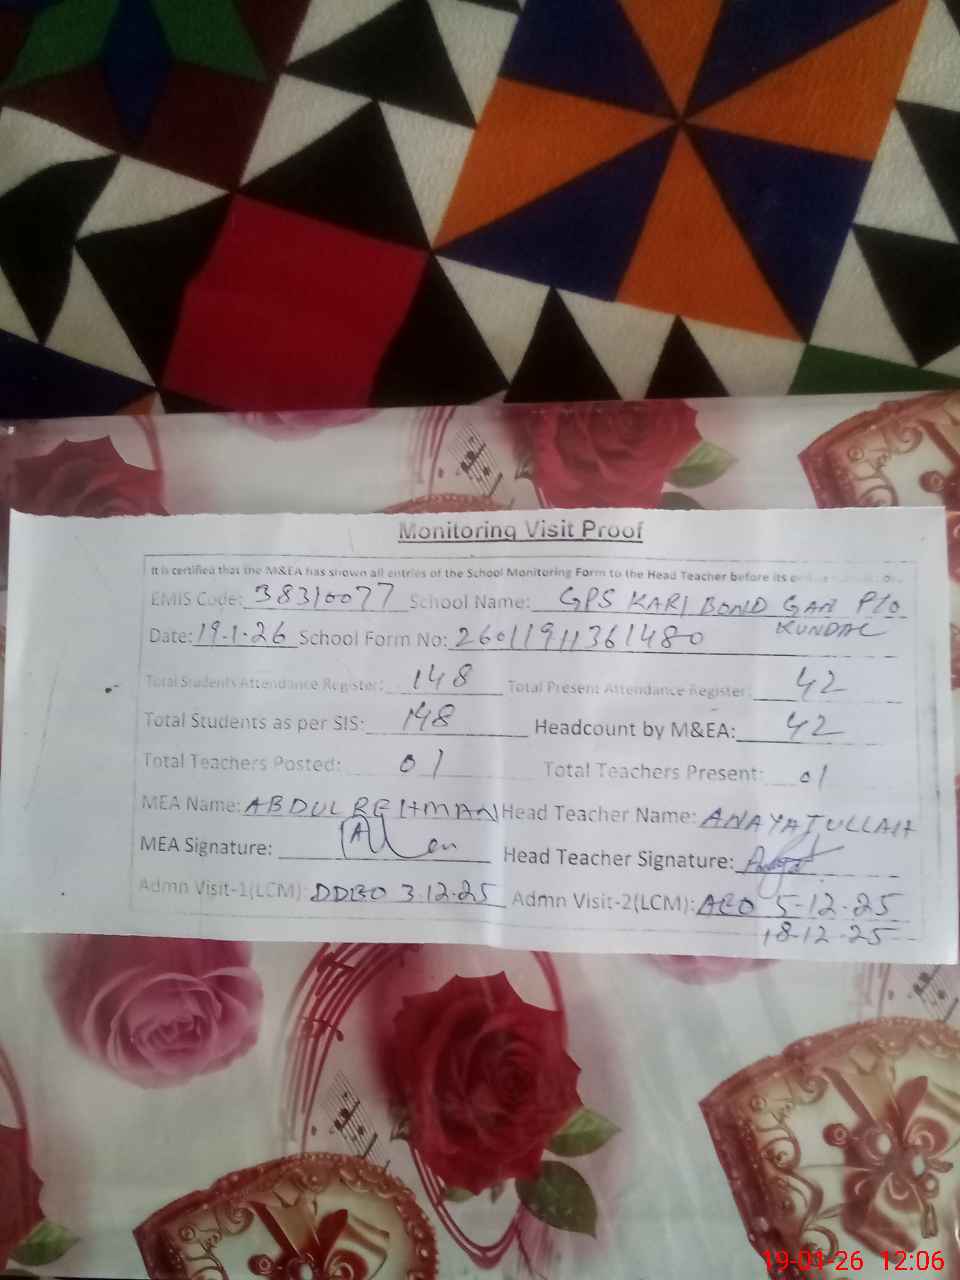 Monitoring Visit Proof
It is certified that the M&EA has shown all entries of the School Monitoring Form to the Head Teacher before its
EMIS Code: 38310077 School Name: GPS KARI BOND GAH P/O
KUNDAL
Date: 19.1.26 School Form No: 26011911361480
Total Students Attendance Register: 148 Total Present Attendance Register: 42
Total Students as per SIS: 148 Headcount by M&EA: 42
Total Teachers Posted: 01 Total Teachers Present: 01
MEA Name: ABDUL REHMAN Head Teacher Name: ANAYATULLAH
MEA Signature: Head Teacher Signature:
Admn Visit-1(LCM): DDEO 3.12.25 Admn Visit-2(LCM): AEO 5-12-25
18-12-25
19-01-26 12:06